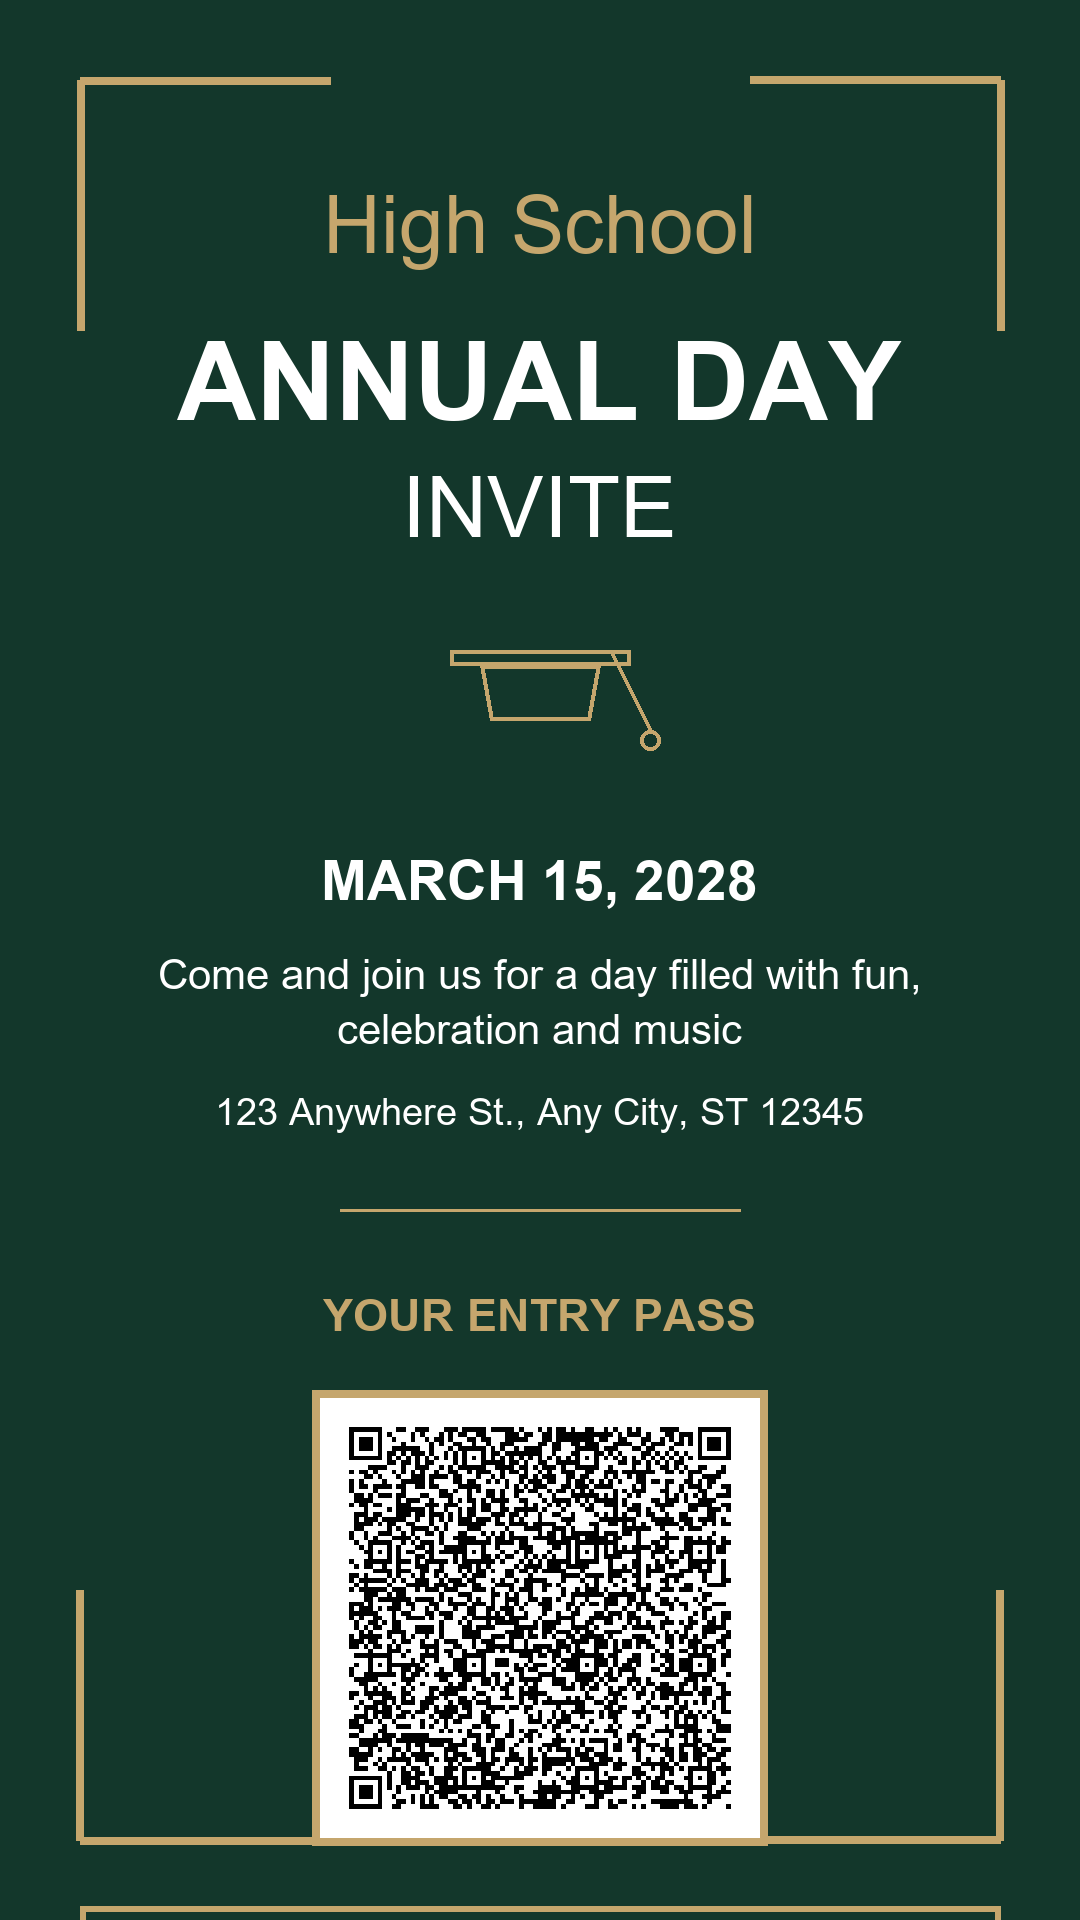 High School
ANNUAL DAY
INVITE
MARCH 15, 2028
Come and join us for a day filled with fun,
celebration and music
123 Anywhere St., Any City, ST 12345
YOUR ENTRY PASS